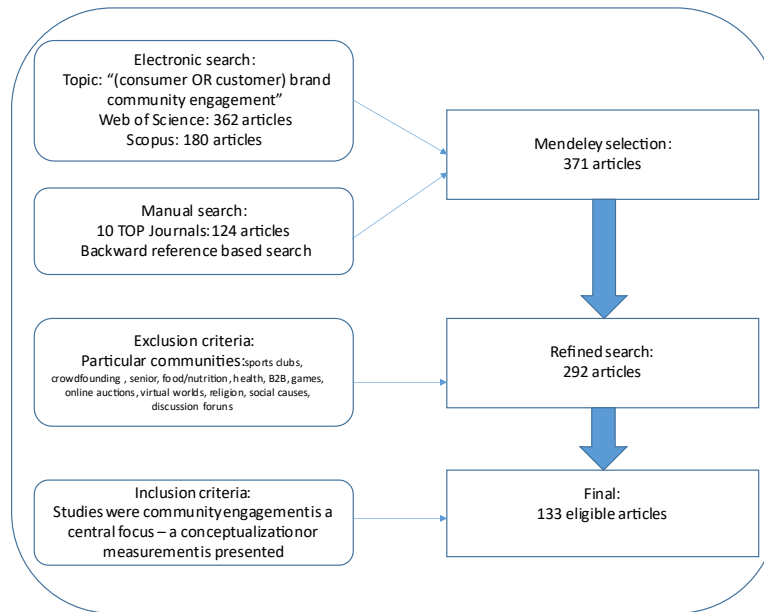 Electronic search:
Topic: “(consumer OR customer) brand
community engagement”
Web of Science: 362 articles
Scopus: 180 articles
Mendeley selection:
371 articles
Manual search:
10 TOP Journals: 124 articles
Backward reference based search
Exclusion criteria:
Particular communities: sports clubs,
crowdfounding , senior, food/nutrition, health, B2B, games,
online auctions, virtual worlds, religion, social causes,
discussion foruns
Refined search:
292 articles
Inclusion criteria:
Studies were community engagement is a
central focus – a conceptualization or
measurement is presented
Final:
133 eligible articles